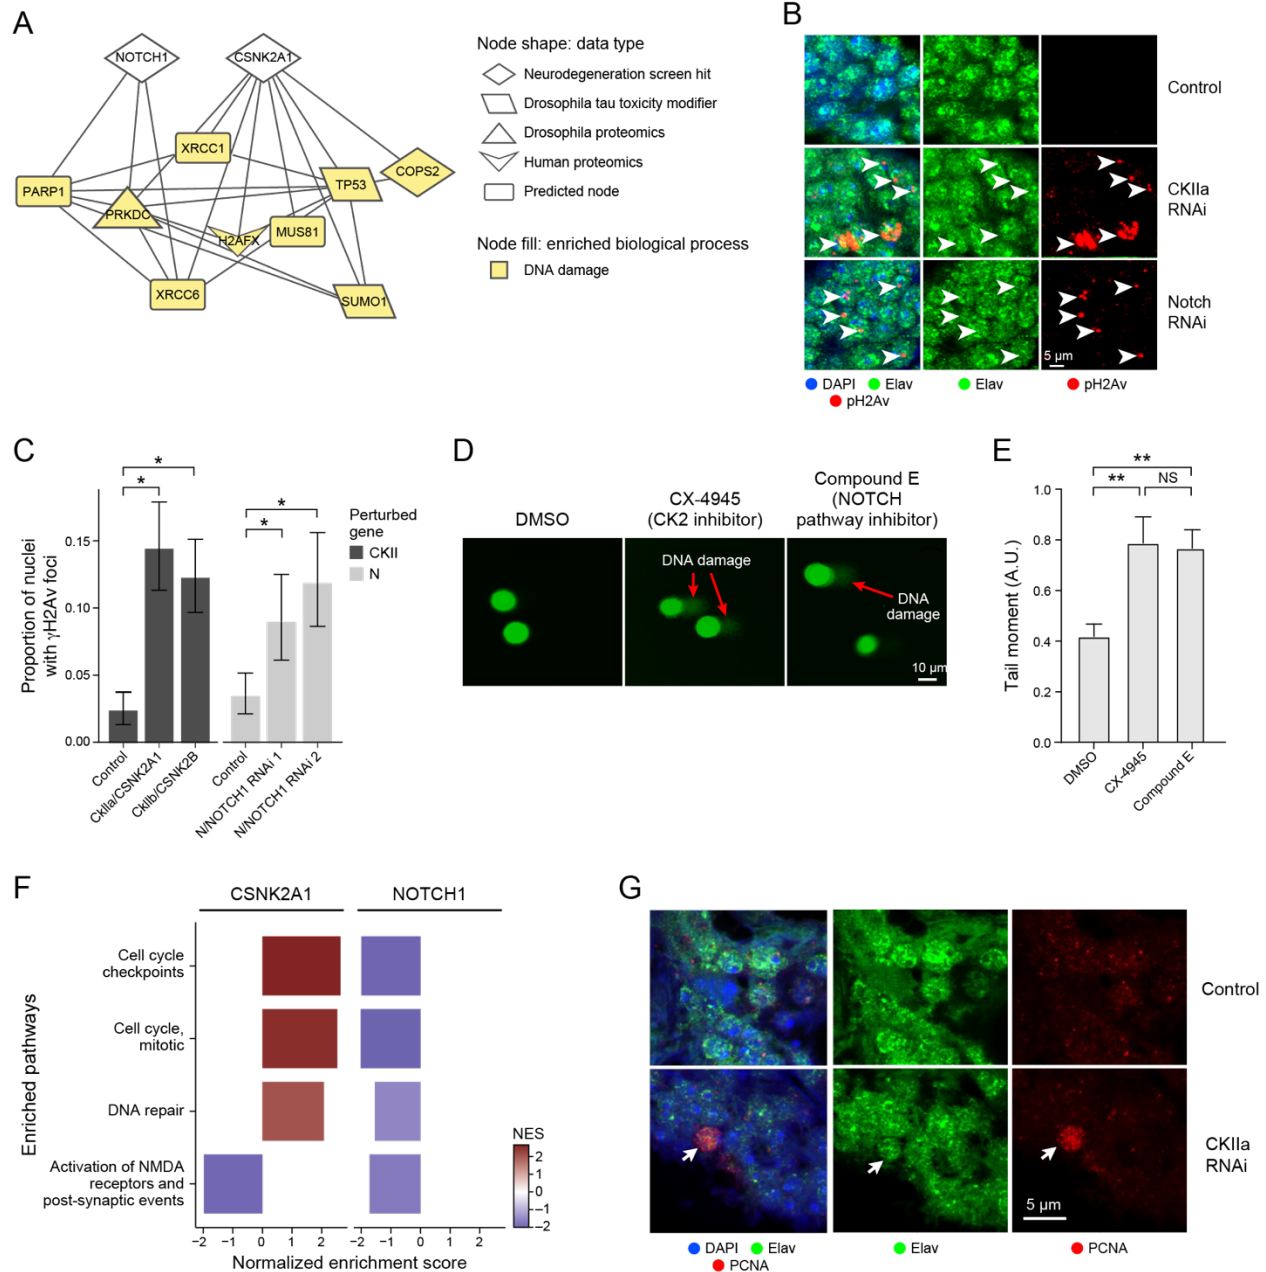 A
NOTCH1
CSNK2A1
XRCC1
PARP1
PRKDC
TP53
COPS2
H2AFX
MUS81
XRCC6
SUMO1
Node shape: data type
Neurodegeneration screen hit
Drosophila tau toxicity modifier
Drosophila proteomics
Human proteomics
Predicted node
Node fill: enriched biological process
DNA damage
B
Control
CKIIa
RNAi
Notch
RNAi
5 µm
DAPI Elav
pH2Av
Elav
pH2Av
C
Proportion of nuclei
with γH2Av foci
0.15
0.10
0.05
0.00
*
*
*
*
Control
CkIIa/CSNK2A1
CkIIb/CSNK2B
Control
N/NOTCH1 RNAi 1
N/NOTCH1 RNAi 2
Perturbed
gene
CKII
N
D
DMSO
CX-4945
(CK2 inhibitor)
Compound E
(NOTCH
pathway inhibitor)
DNA damage
DNA
damage
10 µm
E
Tail moment (A.U.)
1.0
0.8
0.6
0.4
0.2
0.0
**
**
NS
DMSO
CX-4945
Compound E
F
CSNK2A1
NOTCH1
Enriched pathways
Cell cycle
checkpoints
Cell cycle,
mitotic
DNA repair
Activation of NMDA
receptors and
post-synaptic events
−2 −1 0 1 2
−2 −1 0 1 2
Normalized enrichment score
NES
2
1
0
−1
−2
G
Control
CKIIa
RNAi
5 µm
DAPI Elav
PCNA
Elav
PCNA